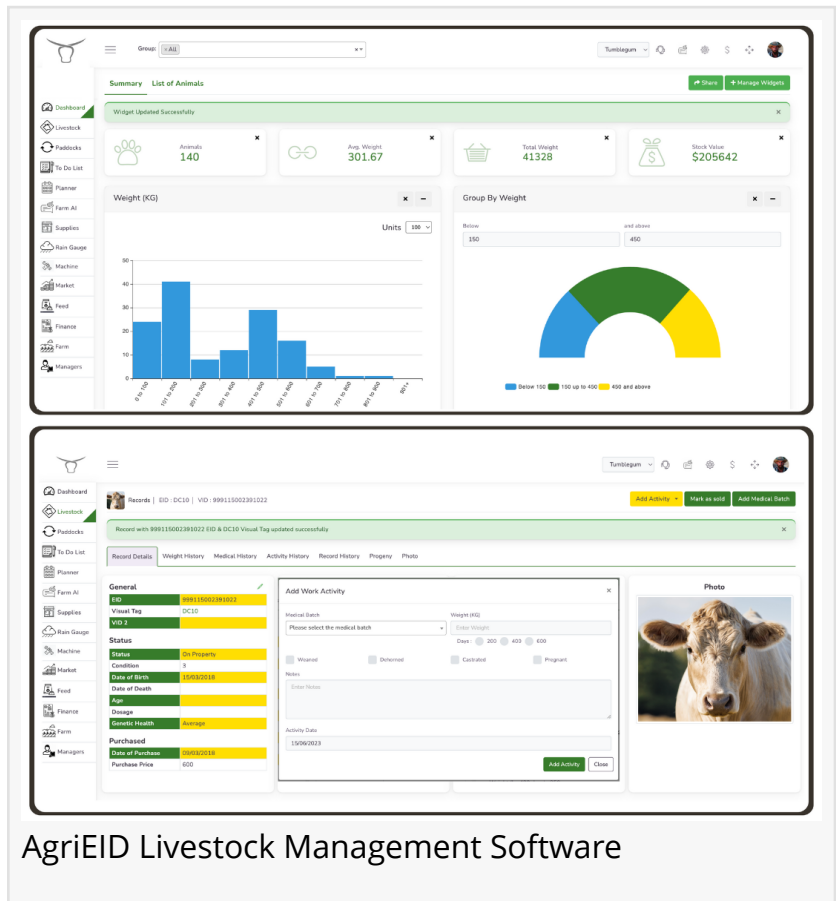 Group: × All × ▾ Tumblegum $
Summary List of Animals Share + Manage Widgets
Dashboard
Livestock
Paddocks
To Do List
Planner
Farm AI
Supplies
Rain Gauge
Machine
Market
Feed
Finance
Farm
Managers
Widget Updated Successfully ×
Animals ×
140
Avg. Weight ×
301.67
Total Weight ×
41328
Stock Value ×
$205642
Weight (KG) × −
Units 100
50
40
30
20
10
0
0 to 100 101 to 200 201 to 300 301 to 400 401 to 500 501 to 600 601 to 700 701 to 800 801 to 900 901+
Group By Weight × −
Below and above
150 450
Below 150 150 up to 450 450 and above
Tumblegum $
Dashboard
Livestock
Paddocks
To Do List
Planner
Farm AI
Supplies
Rain Gauge
Machine
Market
Feed
Finance
Farm
Managers
Records | EID : DC10 | VID : 999115002391022 Add Activity Mark as sold Add Medical Batch
Record with 999115002391022 EID & DC10 Visual Tag updated successfully ×
Record Details Weight History Medical History Activity History Record History Progeny Photo
General
EID 999115002391022
Visual Tag DC10
VID 2
Status
Status On Property
Condition 3
Date of Birth 15/03/2018
Date of Death
Age
Dosage
Genetic Health Average
Purchased
Date of Purchase 09/03/2018
Purchase Price 600
Add Work Activity ×
Medical Batch Weight (KG)
Please select the medical batch Enter Weight
Days : 200 400 600
Weaned Dehorned Castrated Pregnant
Notes
Enter Notes
Activity Date
15/06/2023
Add Activity Close
Photo
AgriEID Livestock Management Software